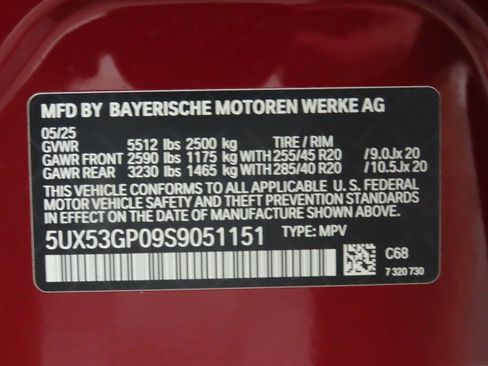 MFD BY BAYERISCHE MOTOREN WERKE AG
05/25
GVWR 5512 lbs 2500 kg TIRE / RIM
GAWR FRONT 2590 lbs 1175 kg WITH 255/45 R20 /9.0Jx 20
GAWR REAR 3230 lbs 1465 kg WITH 285/40 R20 /10.5Jx 20
THIS VEHICLE CONFORMS TO ALL APPLICABLE U. S. FEDERAL
MOTOR VEHICLE SAFETY AND THEFT PREVENTION STANDARDS
IN EFFECT ON THE DATE OF MANUFACTURE SHOWN ABOVE.
5UX53GP09S9051151 TYPE: MPV
C68
7 320 730